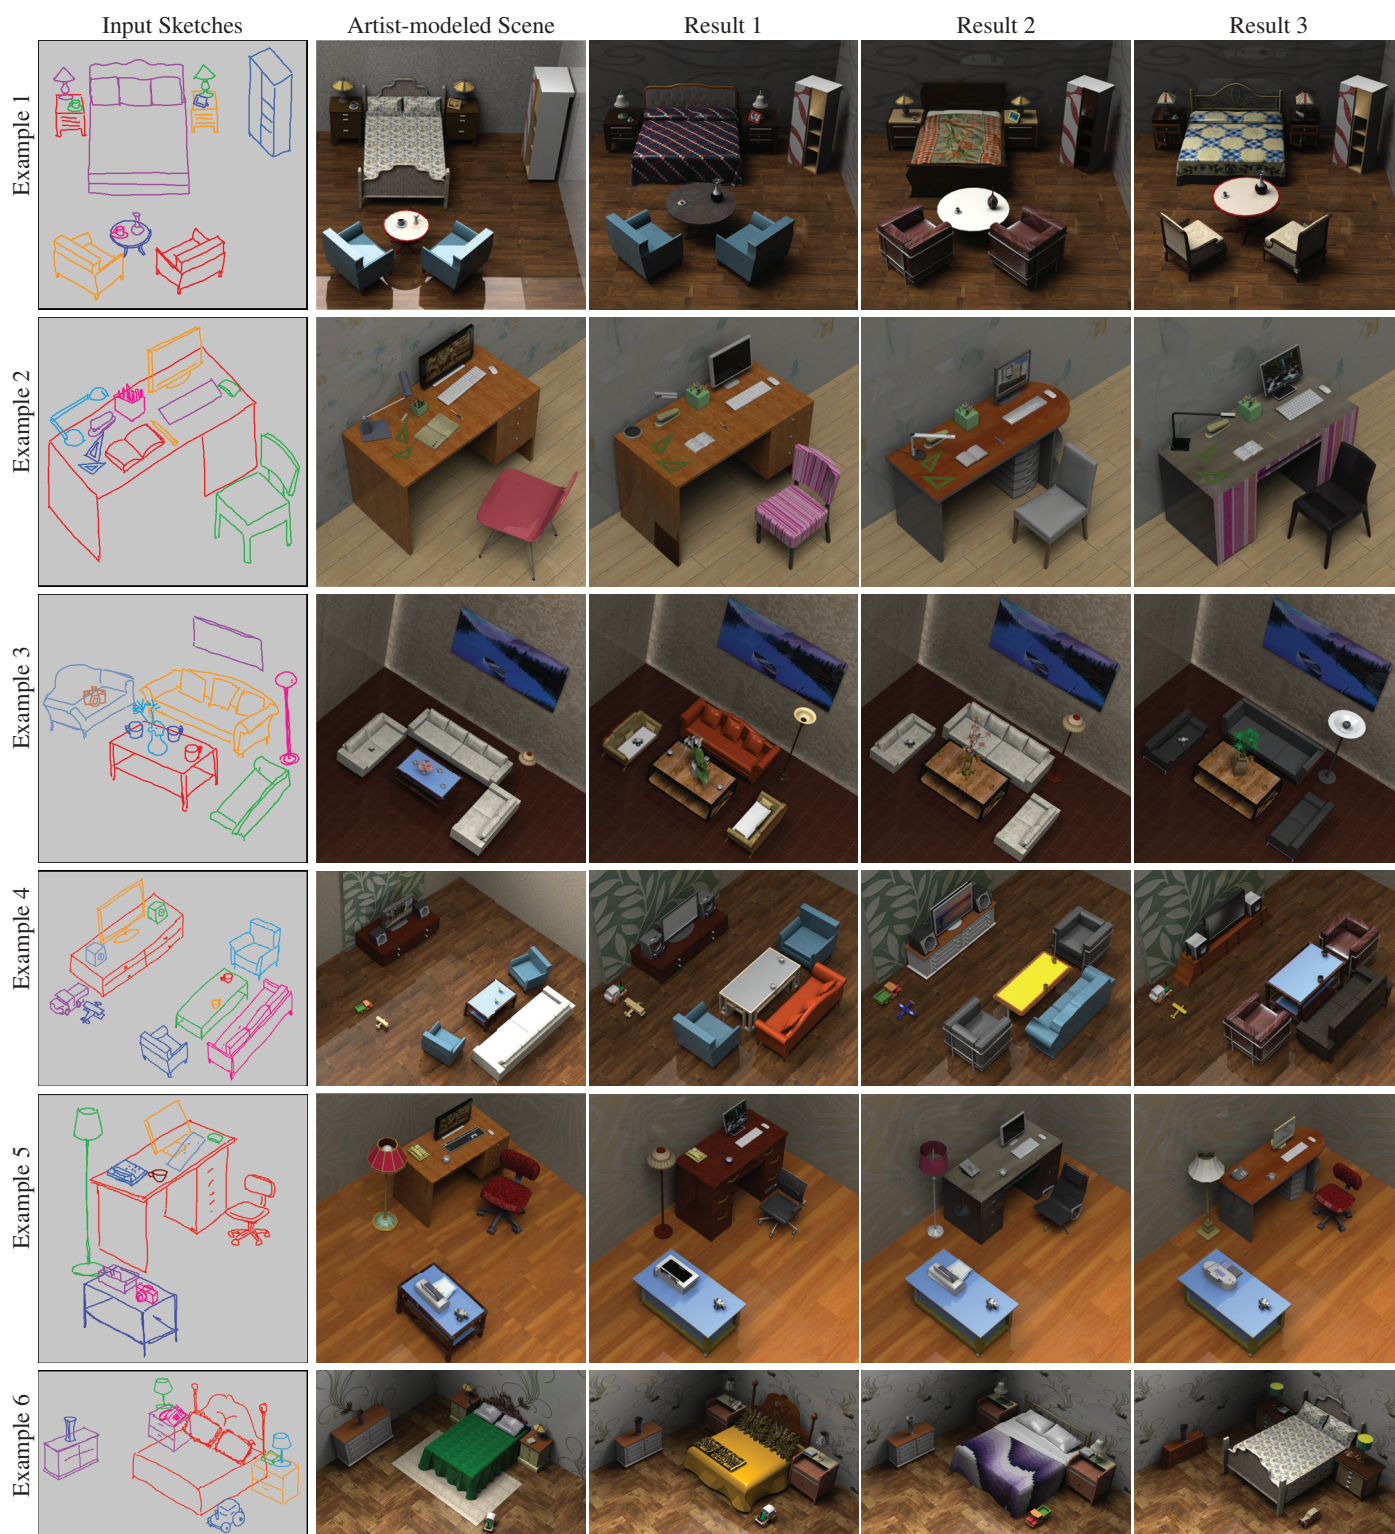 Input Sketches
Artist-modeled Scene
Result 1
Result 2
Result 3
Example 1
Example 2
Example 3
Example 4
Example 5
Example 6